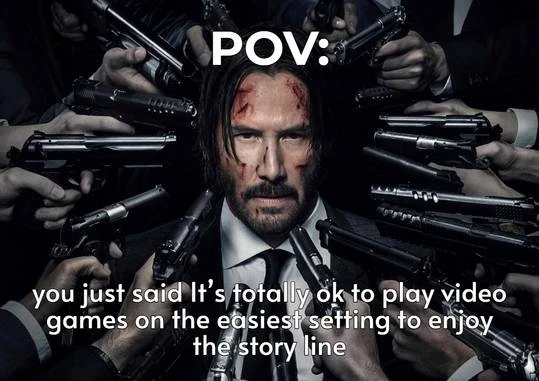 POV:
you just said It's totally ok to play video
games on the easiest setting to enjoy
the story line